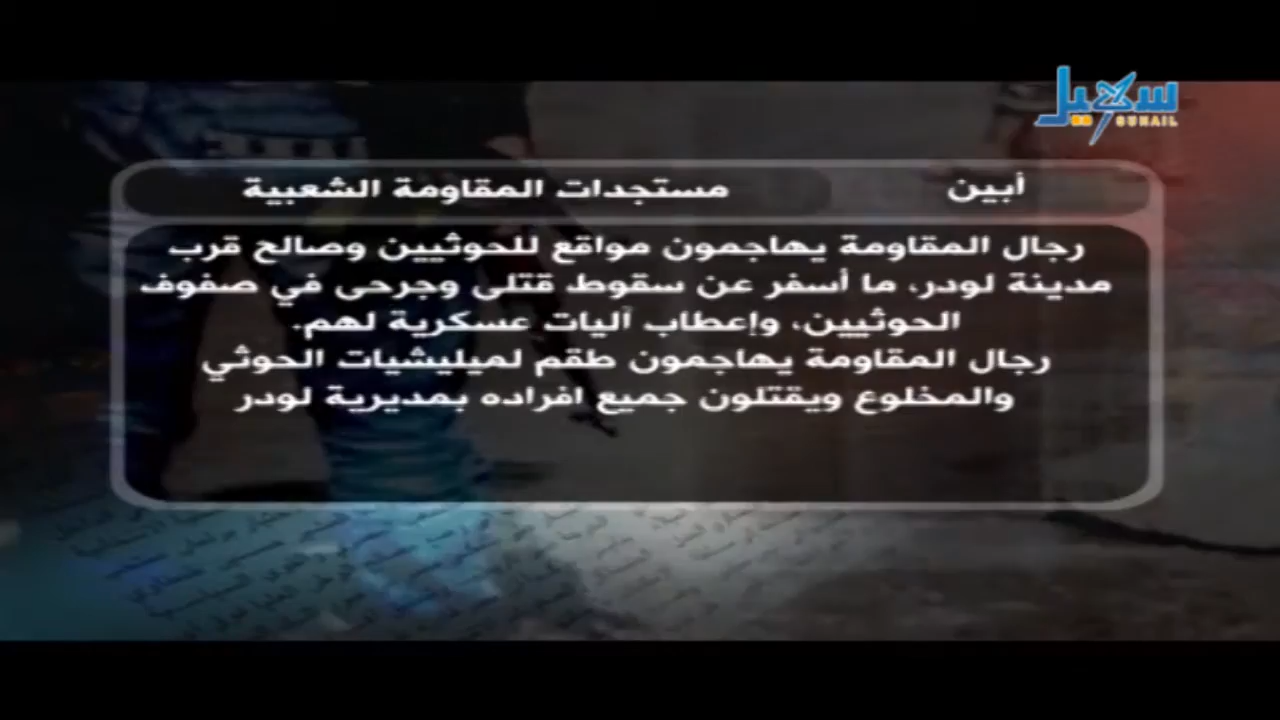 سهيل
SUHAIL
أبين
مستجدات المقاومة الشعبية
رجال المقاومة يهاجمون مواقع للحوثيين وصالح قرب
مدينة لودر، ما أسفر عن سقوط قتلى وجرحى في صفوف
الحوثيين، وإعطاب آليات عسكرية لهم.
رجال المقاومة يهاجمون طقم لميليشيات الحوثي
والمخلوع ويقتلون جميع افراده بمديرية لودر